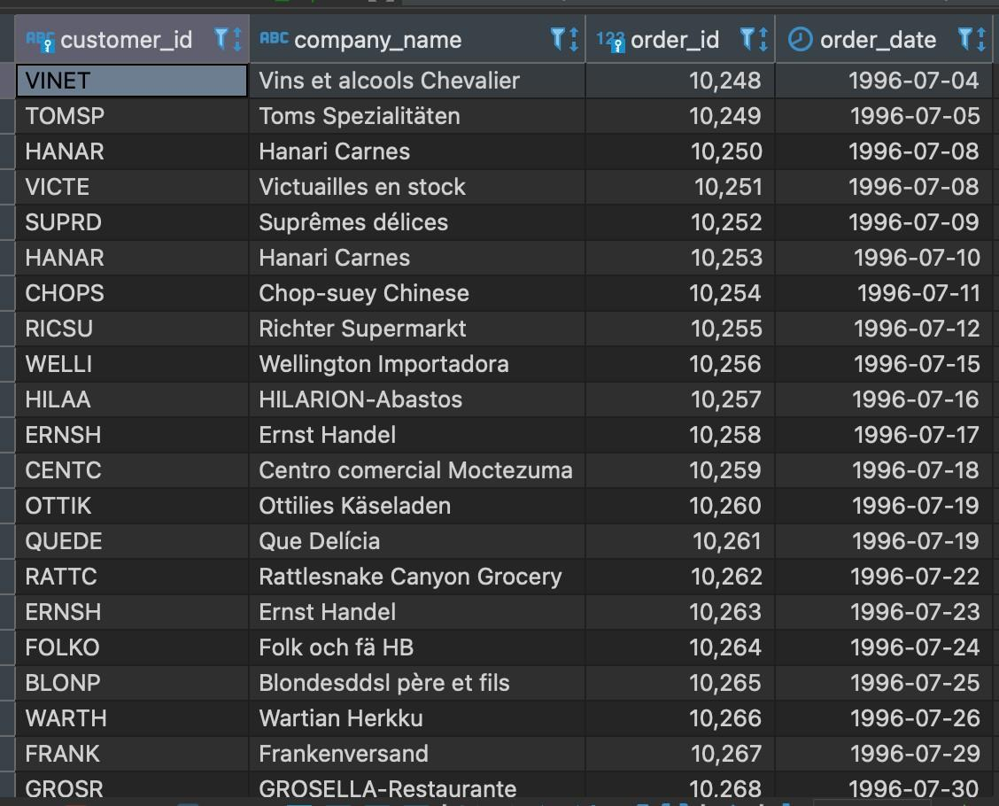 ABC customer_id ABC company_name 123 order_id order_date
VINET Vins et alcools Chevalier 10,248 1996-07-04
TOMSP Toms Spezialitäten 10,249 1996-07-05
HANAR Hanari Carnes 10,250 1996-07-08
VICTE Victuailles en stock 10,251 1996-07-08
SUPRD Suprêmes délices 10,252 1996-07-09
HANAR Hanari Carnes 10,253 1996-07-10
CHOPS Chop-suey Chinese 10,254 1996-07-11
RICSU Richter Supermarkt 10,255 1996-07-12
WELLI Wellington Importadora 10,256 1996-07-15
HILAA HILARION-Abastos 10,257 1996-07-16
ERNSH Ernst Handel 10,258 1996-07-17
CENTC Centro comercial Moctezuma 10,259 1996-07-18
OTTIK Ottilies Käseladen 10,260 1996-07-19
QUEDE Que Delícia 10,261 1996-07-19
RATTC Rattlesnake Canyon Grocery 10,262 1996-07-22
ERNSH Ernst Handel 10,263 1996-07-23
FOLKO Folk och fä HB 10,264 1996-07-24
BLONP Blondesddsl père et fils 10,265 1996-07-25
WARTH Wartian Herkku 10,266 1996-07-26
FRANK Frankenversand 10,267 1996-07-29
GROSR GROSELLA-Restaurante 10,268 1996-07-30